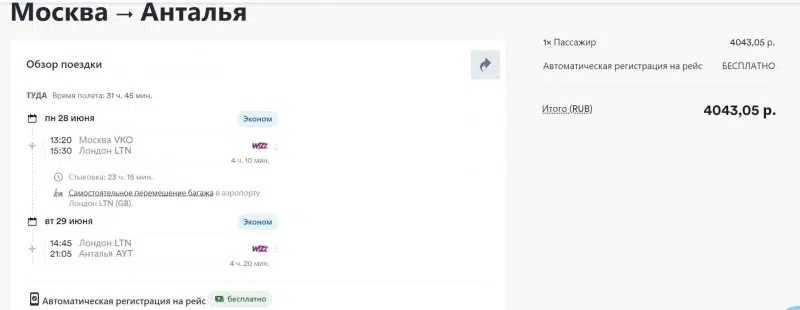 Москва → Анталья
Обзор поездки
ТУДА Время полета: 31 ч. 45 мин.
пн 28 июня
Эконом
13:20 Москва VKO
15:30 Лондон LTN
WIZZ
4 ч. 10 мин.
Стыковка: 23 ч. 15 мин.
Самостоятельное перемещение багажа в аэропорту
Лондон LTN (GB).
вт 29 июня
Эконом
14:45 Лондон LTN
21:05 Анталья AYT
WIZZ
4 ч. 20 мин.
Автоматическая регистрация на рейс бесплатно
1× Пассажир 4043,05 р.
Автоматическая регистрация на рейс БЕСПЛАТНО
Итого (RUB) 4043,05 р.